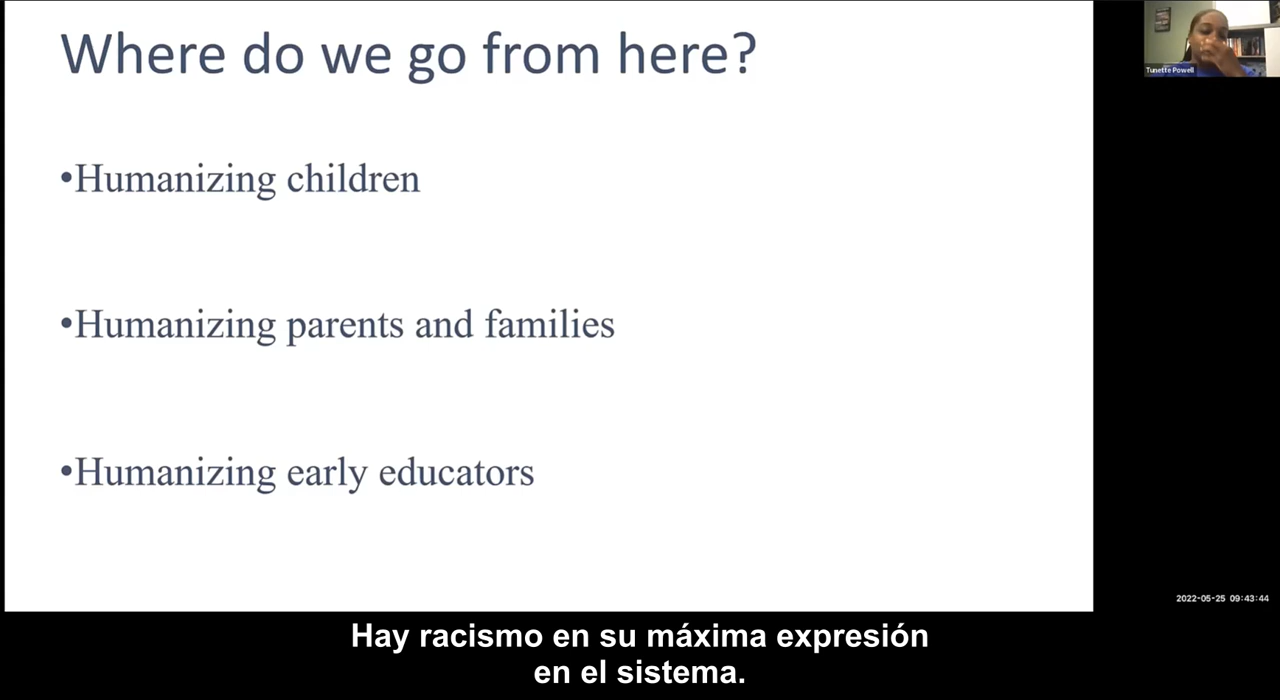 Where do we go from here?
Tunette Powell
•Humanizing children
•Humanizing parents and families
•Humanizing early educators
2022-05-25 09:43:44
Hay racismo en su máxima expresión
en el sistema.